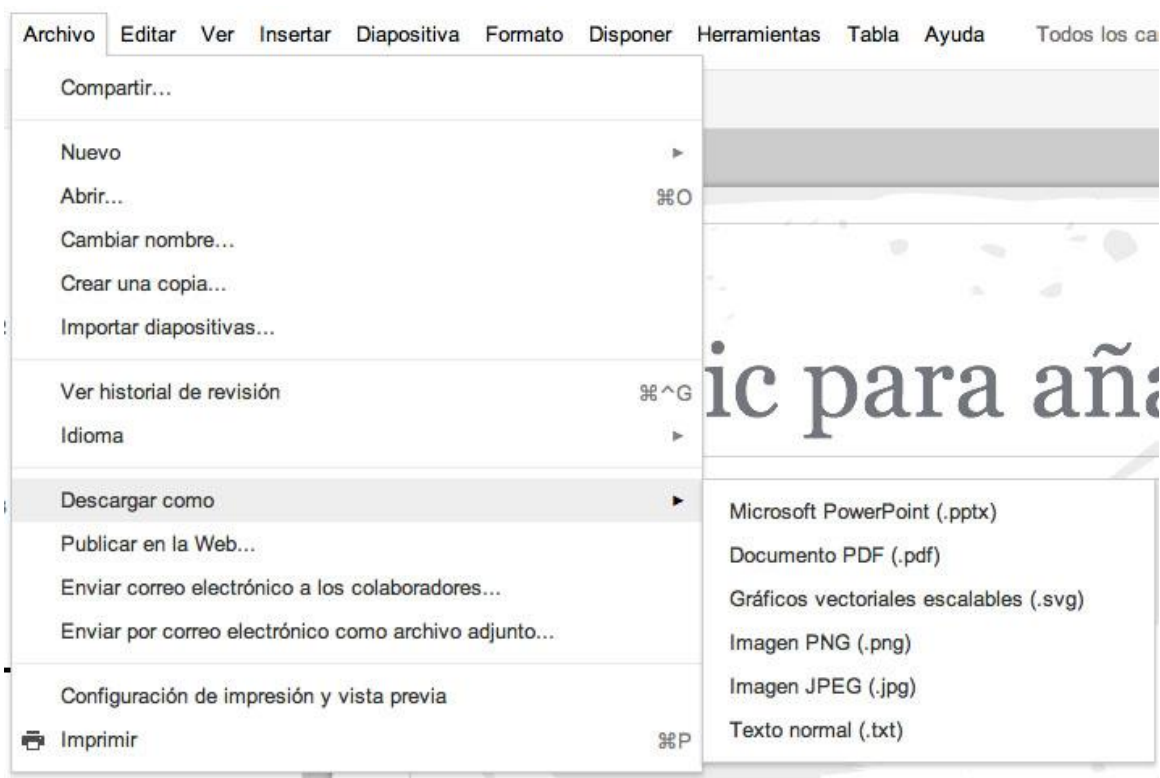 Archivo Editar Ver Insertar Diapositiva Formato Disponer Herramientas Tabla Ayuda Todos los
Compartir...
Nuevo ►
Abrir... ⌘O
Cambiar nombre...
Crear una copia...
Importar diapositivas...
Ver historial de revisión ⌘^G
Idioma ►
ic para
Descargar como ►
Publicar en la Web...
Enviar correo electrónico a los colaboradores...
Enviar por correo electrónico como archivo adjunto...
Configuración de impresión y vista previa
Imprimir ⌘P
Microsoft PowerPoint (.pptx)
Documento PDF (.pdf)
Gráficos vectoriales escalables (.svg)
Imagen PNG (.png)
Imagen JPEG (.jpg)
Texto normal (.txt)